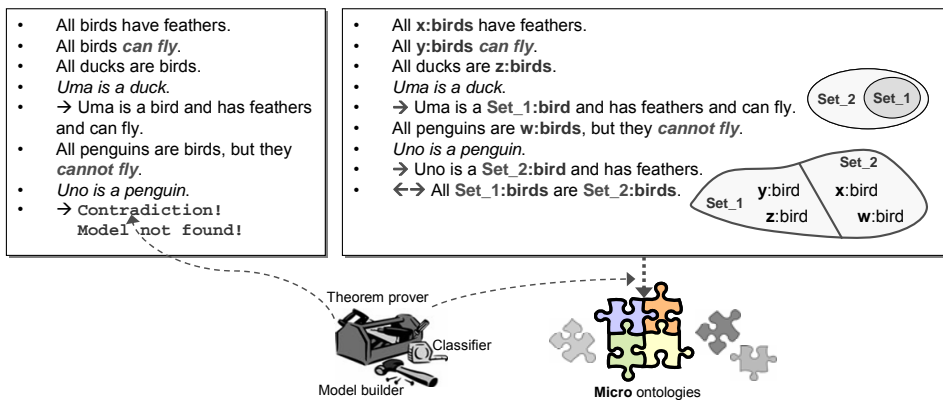 • All birds have feathers.
• All birds can fly.
• All ducks are birds.
• Uma is a duck.
• → Uma is a bird and has feathers
and can fly.
• All penguins are birds, but they
cannot fly.
• Uno is a penguin.
• → Contradiction!
Model not found!
• All x:birds have feathers.
• All y:birds can fly.
• All ducks are z:birds.
• Uma is a duck.
• → Uma is a Set_1:bird and has feathers and can fly.
• All penguins are w:birds, but they cannot fly.
• Uno is a penguin.
• → Uno is a Set_2:bird and has feathers.
• ←→ All Set_1:birds are Set_2:birds.
Set_2 Set_1
Set_2
Set_1
y:bird x:bird
z:bird w:bird
Theorem prover
Classifier
Model builder
Micro ontologies